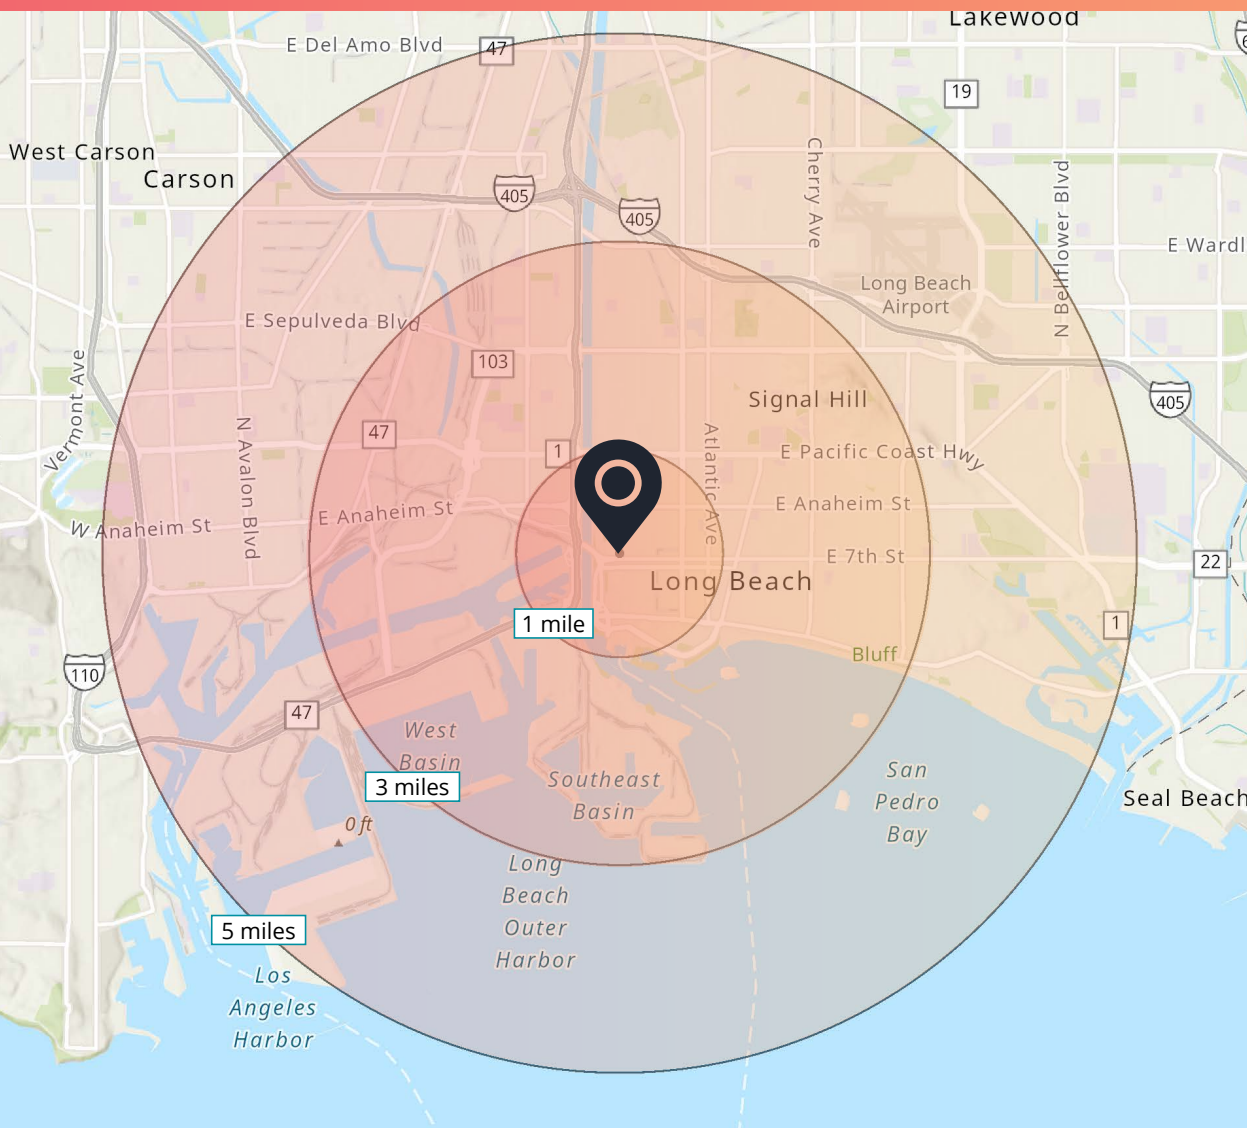 Lakewood
E Del Amo Blvd
47
19
West Carson
Carson
Cherry Ave
N Bellflower Blvd
405
405
E Wardl
Long Beach
Airport
E Sepulveda Blvd
103
Vermont Ave
Signal Hill
405
N Avalon Blvd
47
1
Atlantic Ave
E Pacific Coast Hwy
E Anaheim St
E Anaheim St
W Anaheim St
E 7th St
22
Long Beach
1 mile
1
Bluff
110
47
West
Basin
Southeast
Basin
San
Pedro
Bay
3 miles
Seal Beach
0 ft
Long
Beach
Outer
Harbor
5 miles
Los
Angeles
Harbor